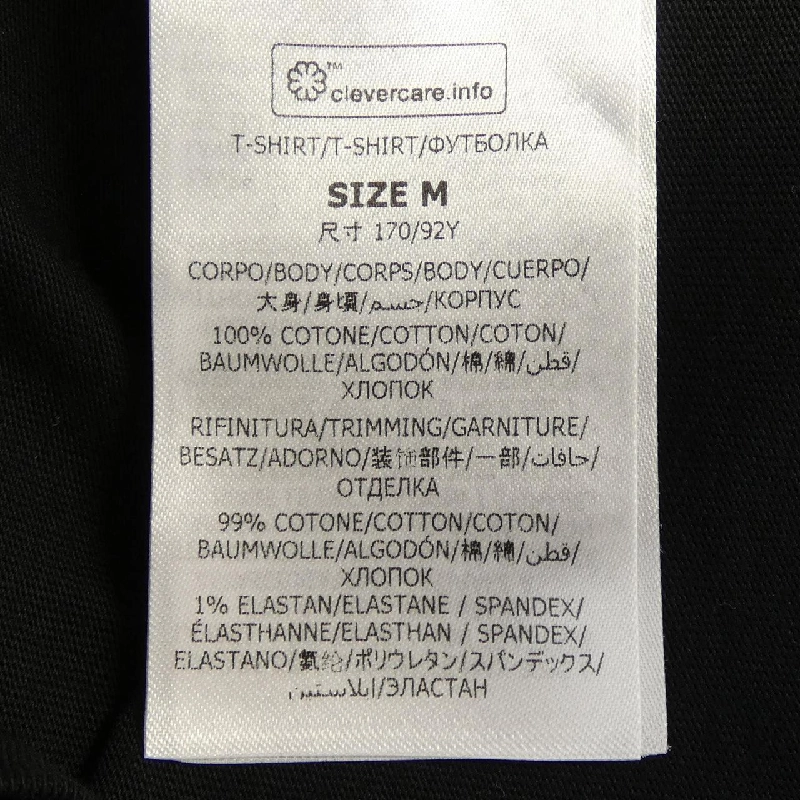 ™
clevercare.info
T-SHIRT/T-SHIRT/ФУТБОЛКА
SIZE M
尺寸 170/92Y
CORPO/BODY/CORPS/BODY/CUERPO/
大身/身頃/جسم/КОРПУС
100% COTONE/COTTON/COTON/
BAUMWOLLE/ALGODÓN/棉/綿/قطن/
ХЛОПОК
RIFINITURA/TRIMMING/GARNITURE/
BESATZ/ADORNO/装饰部件/一部/حافات/
ОТДЕЛКА
99% COTONE/COTTON/COTON/
BAUMWOLLE/ALGODÓN/棉/綿/قطن/
ХЛОПОК
1% ELASTAN/ELASTANE / SPANDEX/
ÉLASTHANNE/ELASTHAN / SPANDEX/
ELASTANO/氨纶/ポリウレタン/スパンデックス/
/ЭЛАСТАН